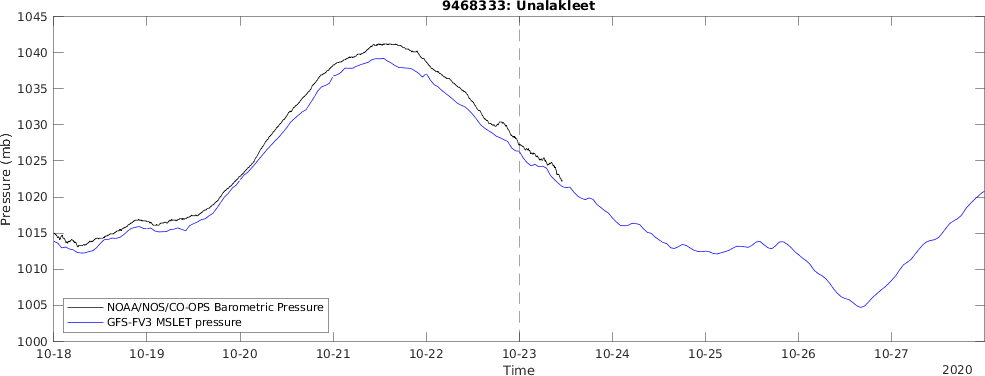 9468333: Unalakleet
1045
1040
1035
1030
1025
1020
1015
1010
1005
1000
Pressure (mb)
NOAA/NOS/CO-OPS Barometric Pressure
GFS-FV3 MSLET pressure
10-18 10-19 10-20 10-21 10-22 10-23 10-24 10-25 10-26 10-27
Time
2020